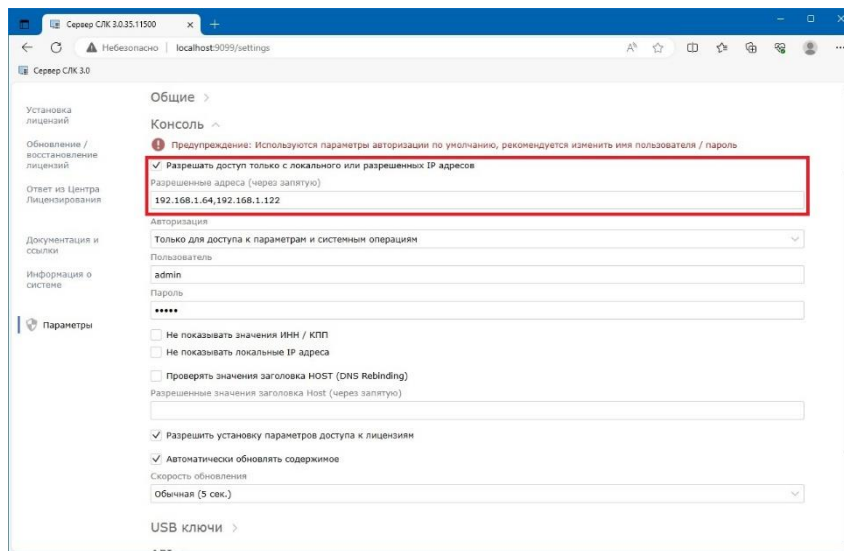 Сервер СЛК 3.0.35.11500
Небезопасно
localhost:9099/settings
Сервер СЛК 3.0
Установка
лицензий
Обновление /
восстановление
лицензий
Ответ из Центра
Лицензирования
Документация и
ссылки
Информация о
системе
Параметры
Общие
Консоль
Предупреждение: Используются параметры авторизации по умолчанию, рекомендуется изменить имя пользователя / пароль
Разрешать доступ только с локального или разрешенных IP адресов
Разрешенные адреса (через запятую)
192.168.1.64,192.168.1.122
Авторизация
Только для доступа к параметрам и системным операциям
Пользователь
admin
Пароль
•••••
Не показывать значения ИНН / КПП
Не показывать локальные IP адреса
Проверять значения заголовка HOST (DNS Rebinding)
Разрешенные значения заголовка Host (через запятую)
Разрешить установку параметров доступа к лицензиям
Автоматически обновлять содержимое
Скорость обновления
Обычная (5 сек.)
USB ключи